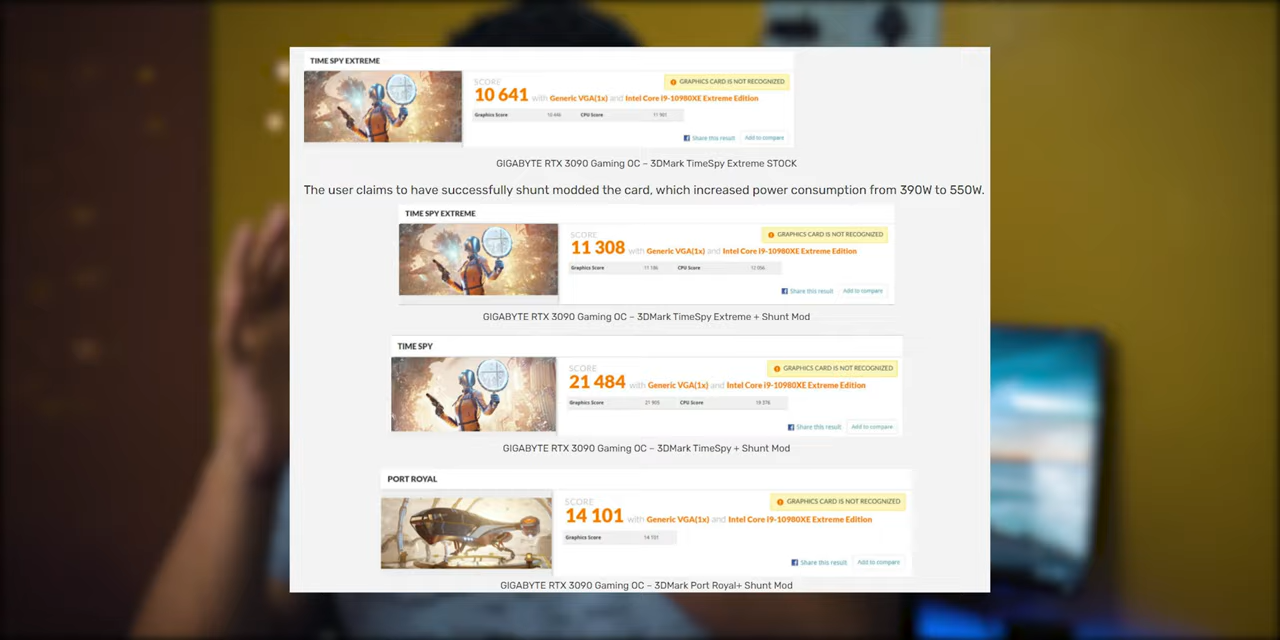 TIME SPY EXTREME
SCORE
GRAPHICS CARD IS NOT RECOGNIZED
10 641 with Generic VGA(1x) and Intel Core i9-10980XE Extreme Edition
Graphics Score CPU Score
Share this result Add to compare
GIGABYTE RTX 3090 Gaming OC – 3DMark TimeSpy Extreme STOCK
The user claims to have successfully shunt modded the card, which increased power consumption from 390W to 550W.
TIME SPY EXTREME
SCORE
GRAPHICS CARD IS NOT RECOGNIZED
11 308 with Generic VGA(1x) and Intel Core i9-10980XE Extreme Edition
Graphics Score CPU Score
Share this result Add to compare
GIGABYTE RTX 3090 Gaming OC – 3DMark TimeSpy Extreme + Shunt Mod
TIME SPY
SCORE
GRAPHICS CARD IS NOT RECOGNIZED
21 484 with Generic VGA(1x) and Intel Core i9-10980XE Extreme Edition
Graphics Score CPU Score
Share this result Add to compare
GIGABYTE RTX 3090 Gaming OC – 3DMark TimeSpy + Shunt Mod
PORT ROYAL
SCORE
GRAPHICS CARD IS NOT RECOGNIZED
14 101 with Generic VGA(1x) and Intel Core i9-10980XE Extreme Edition
Graphics Score
Share this result Add to compare
GIGABYTE RTX 3090 Gaming OC – 3DMark Port Royal+ Shunt Mod